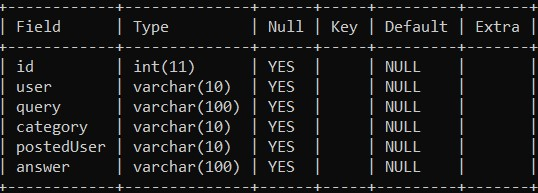 +------------+--------------+------+-----+---------+-------+
| Field      | Type         | Null | Key | Default | Extra |
+------------+--------------+------+-----+---------+-------+
| id         | int(11)      | YES  |     | NULL    |       |
| user       | varchar(10)  | YES  |     | NULL    |       |
| query      | varchar(100) | YES  |     | NULL    |       |
| category   | varchar(10)  | YES  |     | NULL    |       |
| postedUser | varchar(10)  | YES  |     | NULL    |       |
| answer     | varchar(100) | YES  |     | NULL    |       |
+------------+--------------+------+-----+---------+-------+